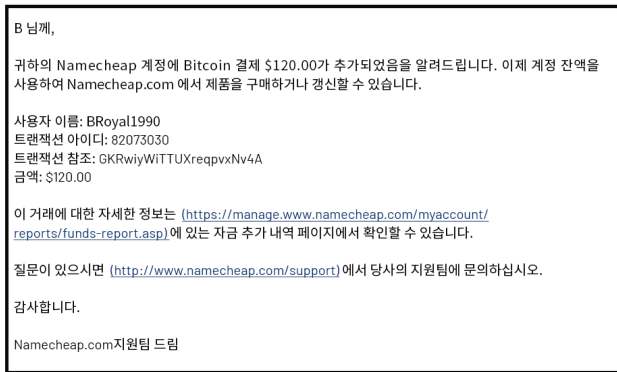 B 님께,
귀하의 Namecheap 계정에 Bitcoin 결제 $120.00가 추가되었음을 알려드립니다. 이제 계정 잔액을
사용하여 Namecheap.com 에서 제품을 구매하거나 갱신할 수 있습니다.
사용자 이름: BRoyal1990
트랜잭션 아이디: 82073030
트랜잭션 참조: GKRwiyWiTTUXreqpvxNv4A
금액: $120.00
이 거래에 대한 자세한 정보는 (https://manage.www.namecheap.com/myaccount/
reports/funds-report.asp)에 있는 자금 추가 내역 페이지에서 확인할 수 있습니다.
질문이 있으시면 (http://www.namecheap.com/support)에서 당사의 지원팀에 문의하십시오.
감사합니다.
Namecheap.com지원팀 드림